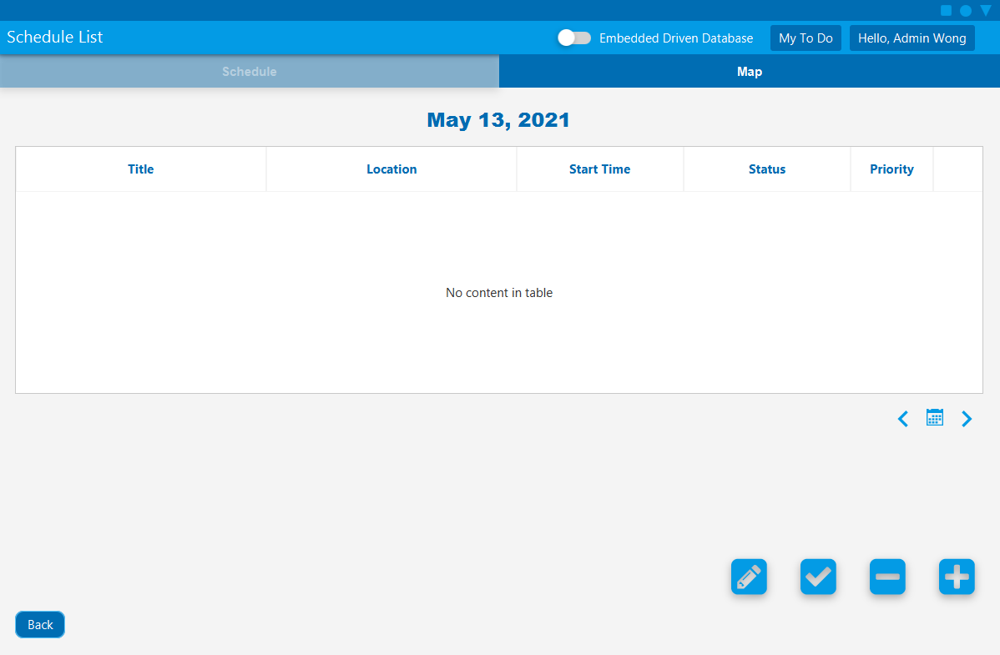 Schedule List
Embedded Driven Database
My To Do
Hello, Admin Wong
Schedule
Map
May 13, 2021
Title
Location
Start Time
Status
Priority
No content in table
Back